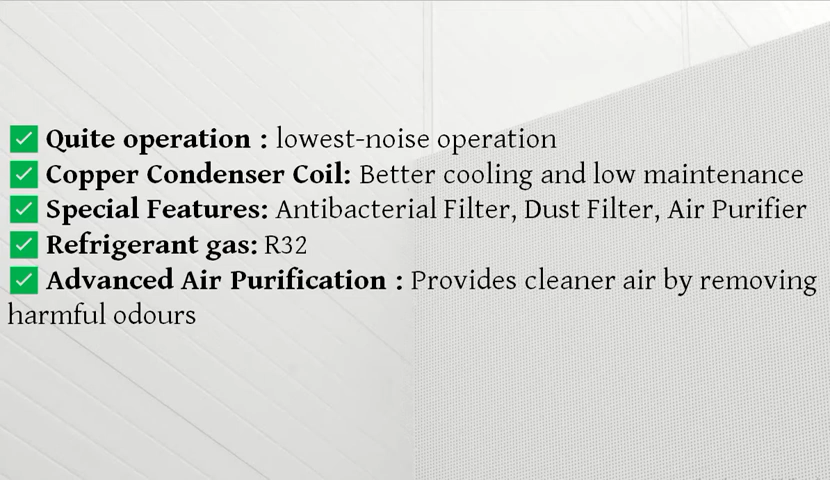 ✅ Quite operation : lowest-noise operation
✅ Copper Condenser Coil: Better cooling and low maintenance
✅ Special Features: Antibacterial Filter, Dust Filter, Air Purifier
✅ Refrigerant gas: R32
✅ Advanced Air Purification : Provides cleaner air by removing
harmful odours